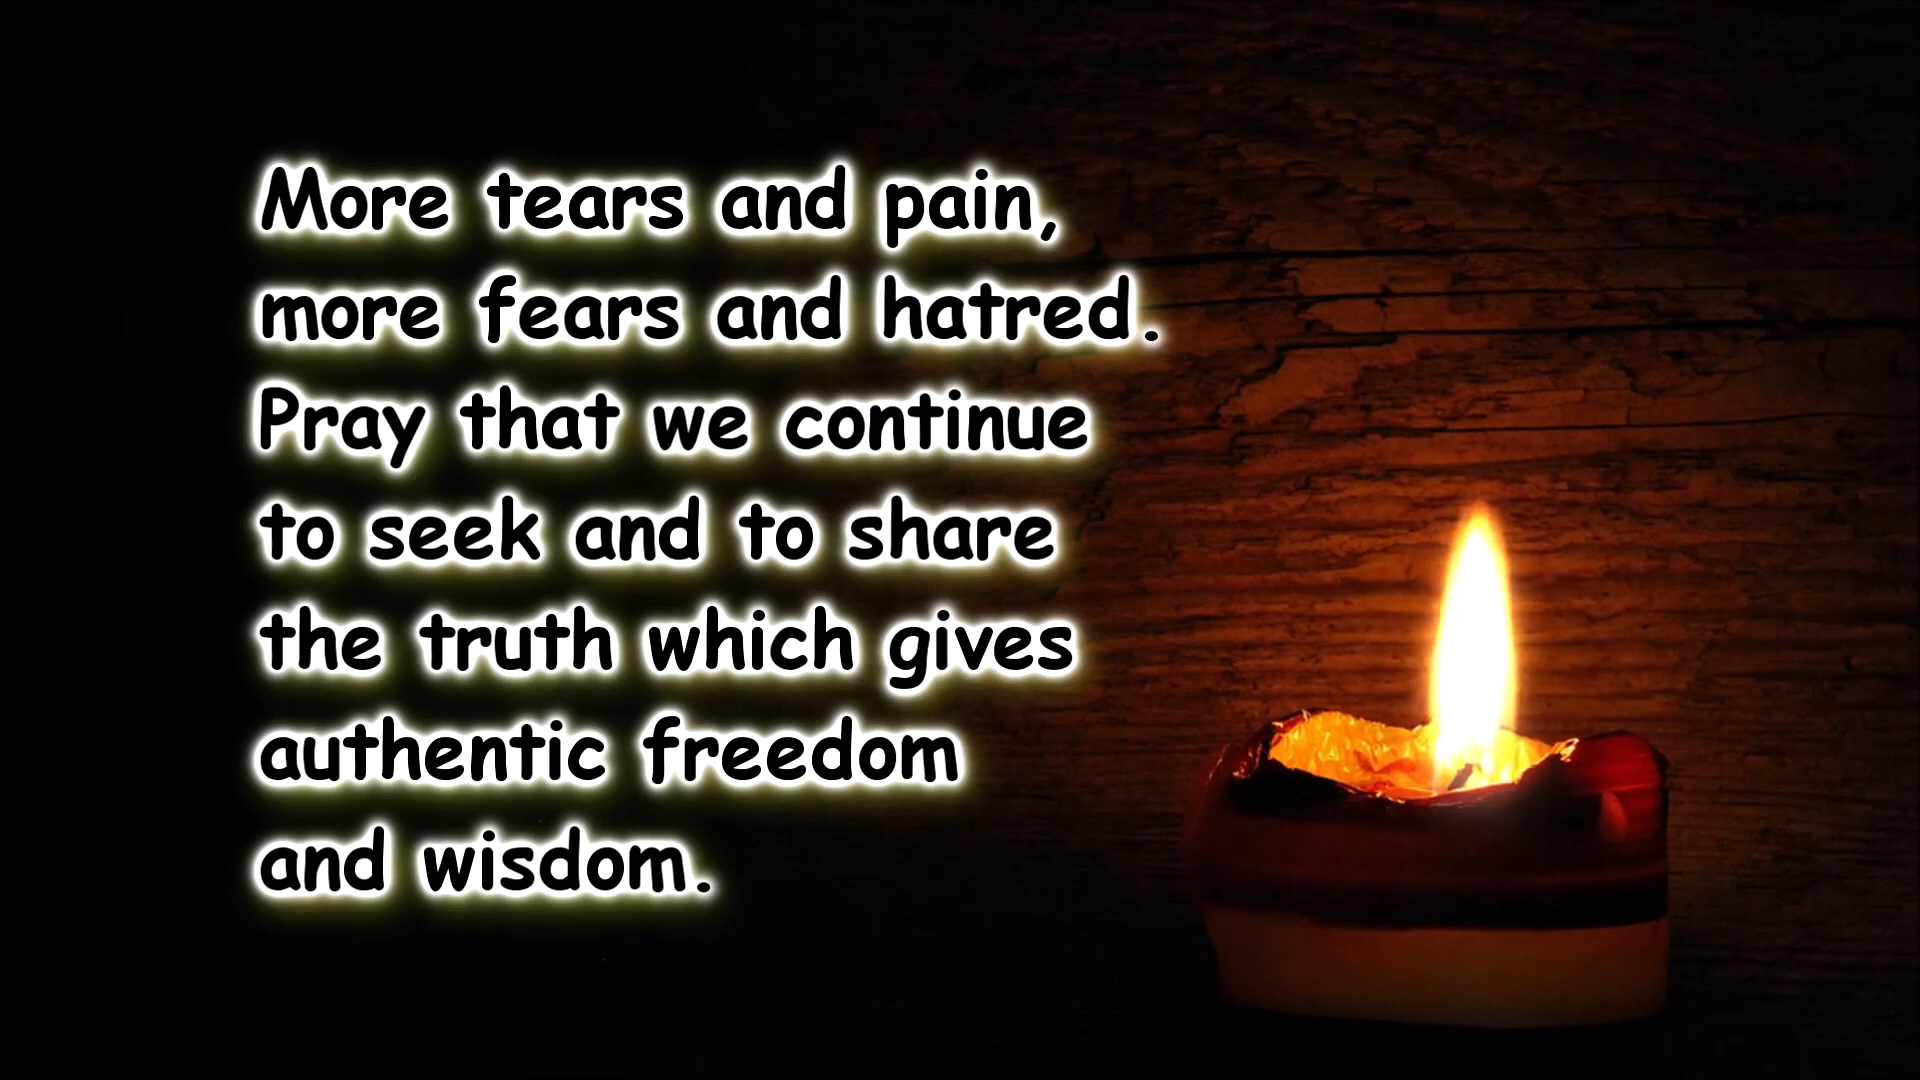 More tears and pain,
more fears and hatred.
Pray that we continue
to seek and to share
the truth which gives
authentic freedom
and wisdom.